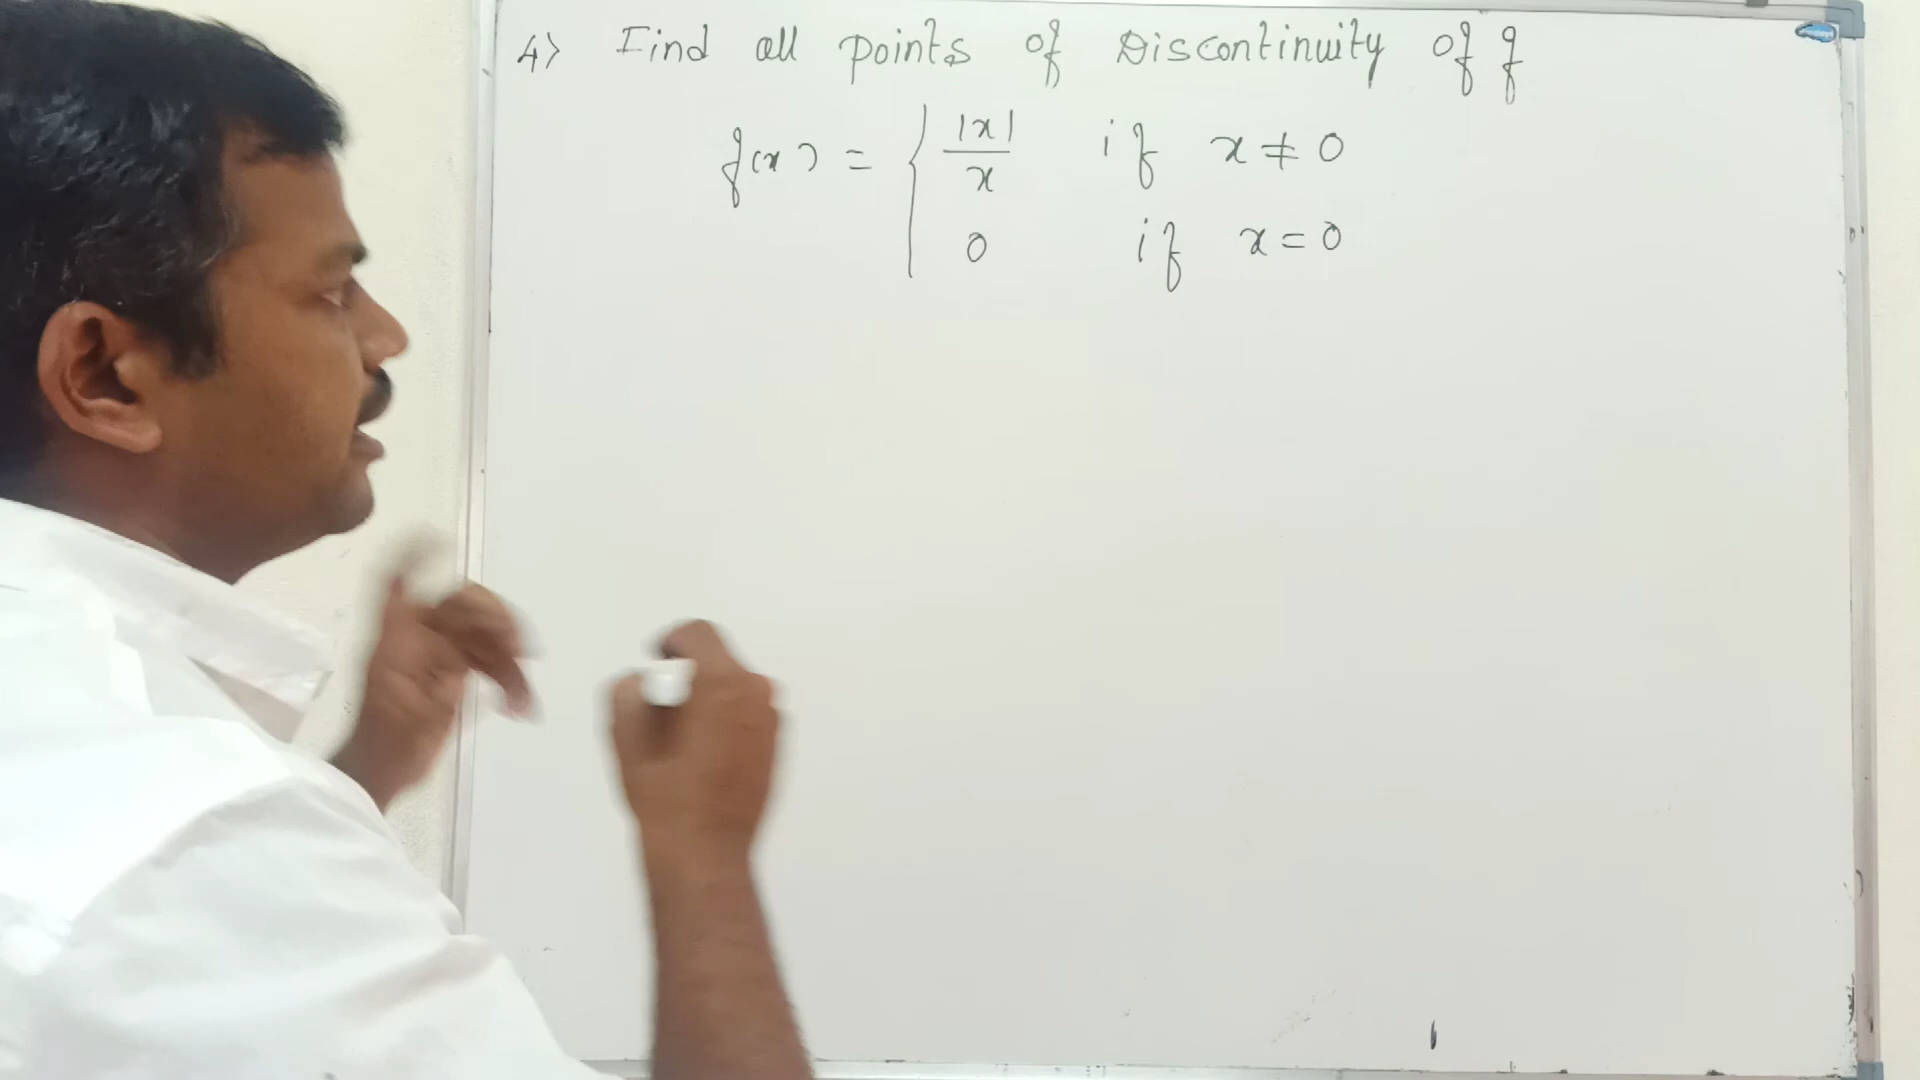 4) Find all points of Discontinuity of f
f(x) = { |x|/x if x ≠ 0
0 if x = 0